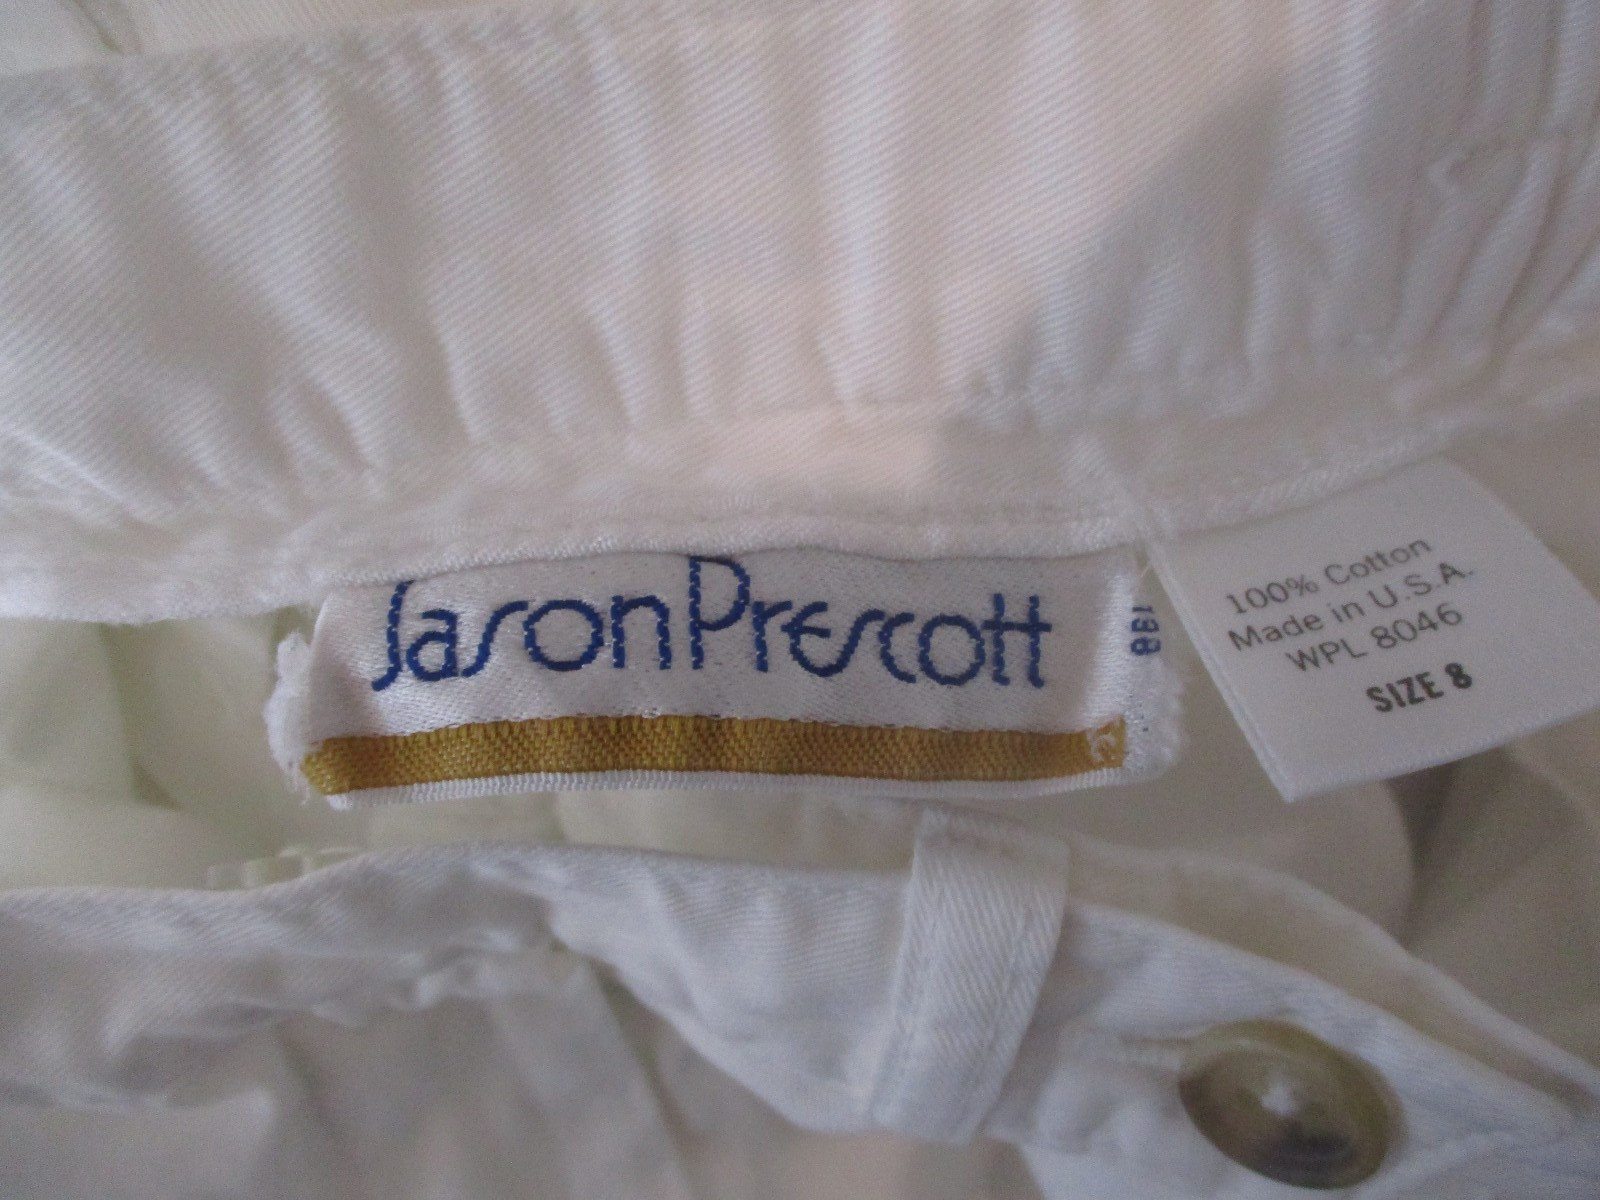 Jason Prescott
100% Cotton
Made in U.S.A.
WPL 8046
SIZE 8